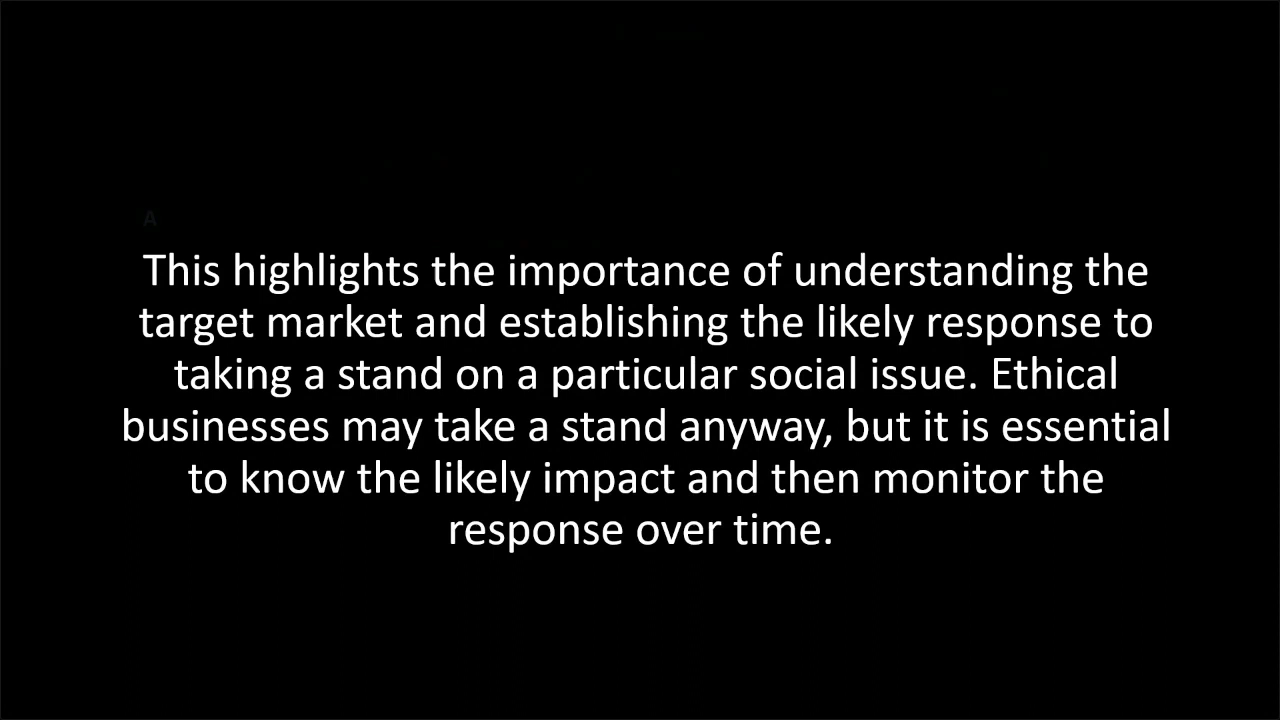 A
This highlights the importance of understanding the
target market and establishing the likely response to
taking a stand on a particular social issue. Ethical
businesses may take a stand anyway, but it is essential
to know the likely impact and then monitor the
response over time.